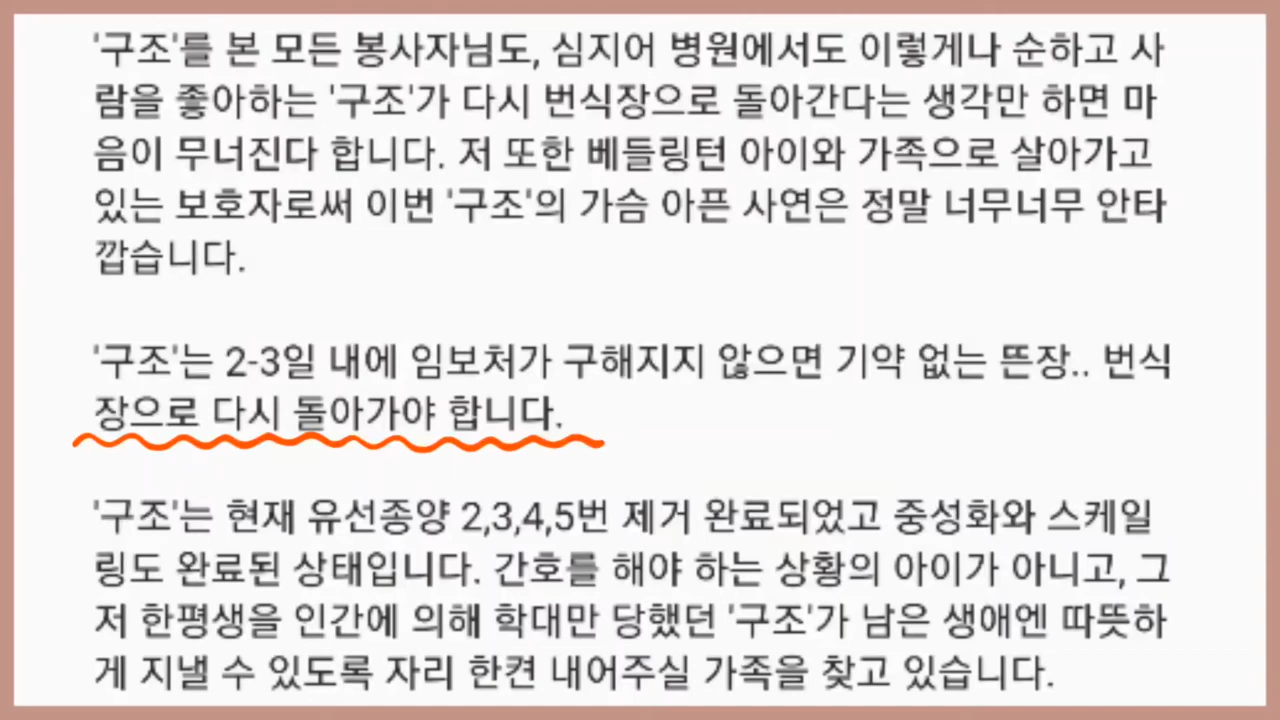 '구조'를 본 모든 봉사자님도, 심지어 병원에서도 이렇게나 순하고 사
람을 좋아하는 '구조'가 다시 번식장으로 돌아간다는 생각만 하면 마
음이 무너진다 합니다. 저 또한 베들링턴 아이와 가족으로 살아가고
있는 보호자로써 이번 '구조'의 가슴 아픈 사연은 정말 너무너무 안타
깝습니다.
'구조'는 2-3일 내에 임보처가 구해지지 않으면 기약 없는 뜬장.. 번식
장으로 다시 돌아가야 합니다.
'구조'는 현재 유선종양 2,3,4,5번 제거 완료되었고 중성화와 스케일
링도 완료된 상태입니다. 간호를 해야 하는 상황의 아이가 아니고, 그
저 한평생을 인간에 의해 학대만 당했던 '구조'가 남은 생애엔 따뜻하
게 지낼 수 있도록 자리 한켠 내어주실 가족을 찾고 있습니다.